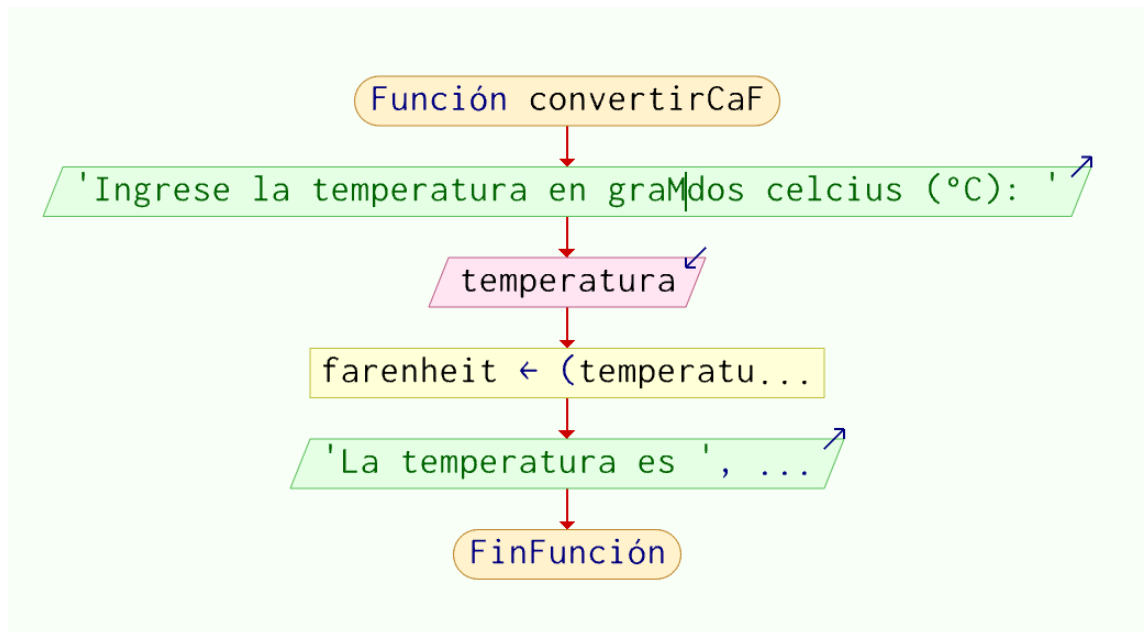 Función convertirCaF
'Ingrese la temperatura en graMdos celcius (°C): '
temperatura
farenheit ← (temperatu...
'La temperatura es ', ...
FinFunción